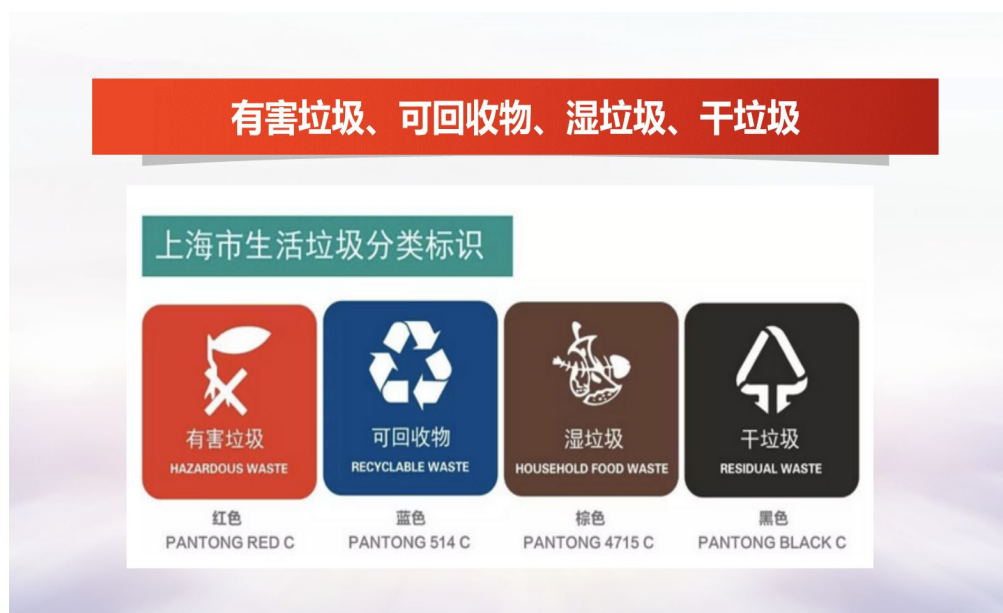 有害垃圾、可回收物、湿垃圾、干垃圾
上海市生活垃圾分类标识
有害垃圾
HAZARDOUS WASTE
可回收物
RECYCLABLE WASTE
湿垃圾
HOUSEHOLD FOOD WASTE
干垃圾
RESIDUAL WASTE
红色
PANTONG RED C
蓝色
PANTONG 514 C
棕色
PANTONG 4715 C
黑色
PANTONG BLACK C